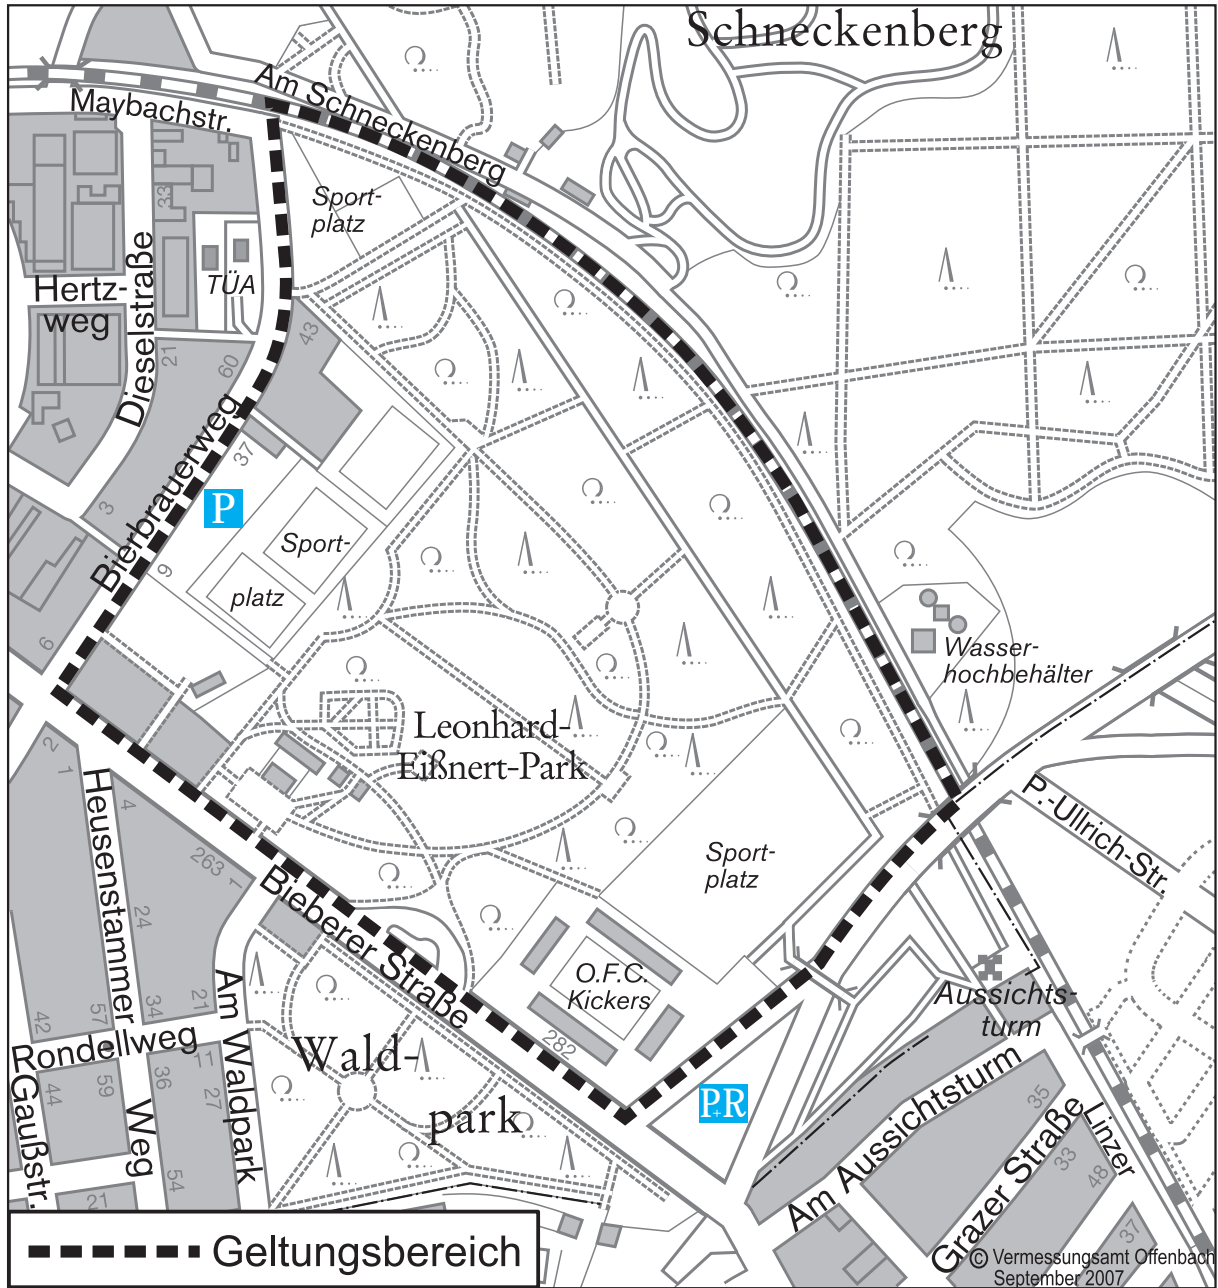 Schneckenberg
Am Schneckenberg
Maybachstr.
Sport-
platz
33
TÜA
Hertz-
weg
Dieselstraße
21
60
43
Bierbrauerweg
37
3
P
9
Sport-
platz
6
Wasser-
hochbehälter
Leonhard-
Eißnert-Park
2
1
4
Heusenstammer
263
1
24
Bieberer Straße
Sport-
platz
P.-Ullrich-Str.
O.F.C.
Kickers
282
Aussichts-
turm
42
57
34
21
Am Waldpark
Rondellweg
Gaußstr.
44
59
36
11
27
Weg
54
21
Wald-
park
P+R
Am Aussichtsturm
35
Grazer Straße
33
48
Linzer
37
Geltungsbereich
© Vermessungsamt Offenbach
September 2007